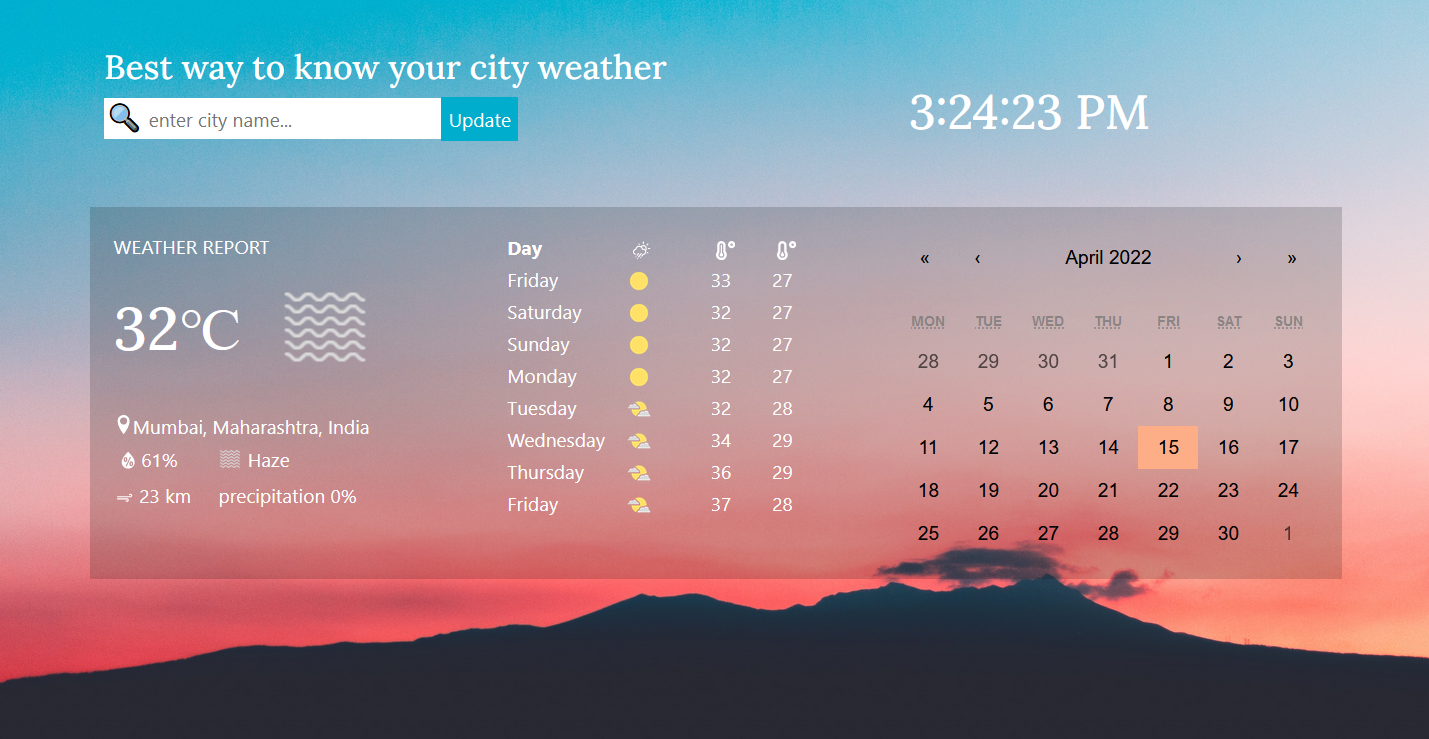 Best way to know your city weather
enter city name...
Update
3:24:23 PM
WEATHER REPORT
32°C
Mumbai, Maharashtra, India
61% Haze
23 km precipitation 0%
Day
Friday 33 27
Saturday 32 27
Sunday 32 27
Monday 32 27
Tuesday 32 28
Wednesday 34 29
Thursday 36 29
Friday 37 28
« ‹ April 2022 › »
MON TUE WED THU FRI SAT SUN
28 29 30 31 1 2 3
4 5 6 7 8 9 10
11 12 13 14 15 16 17
18 19 20 21 22 23 24
25 26 27 28 29 30 1